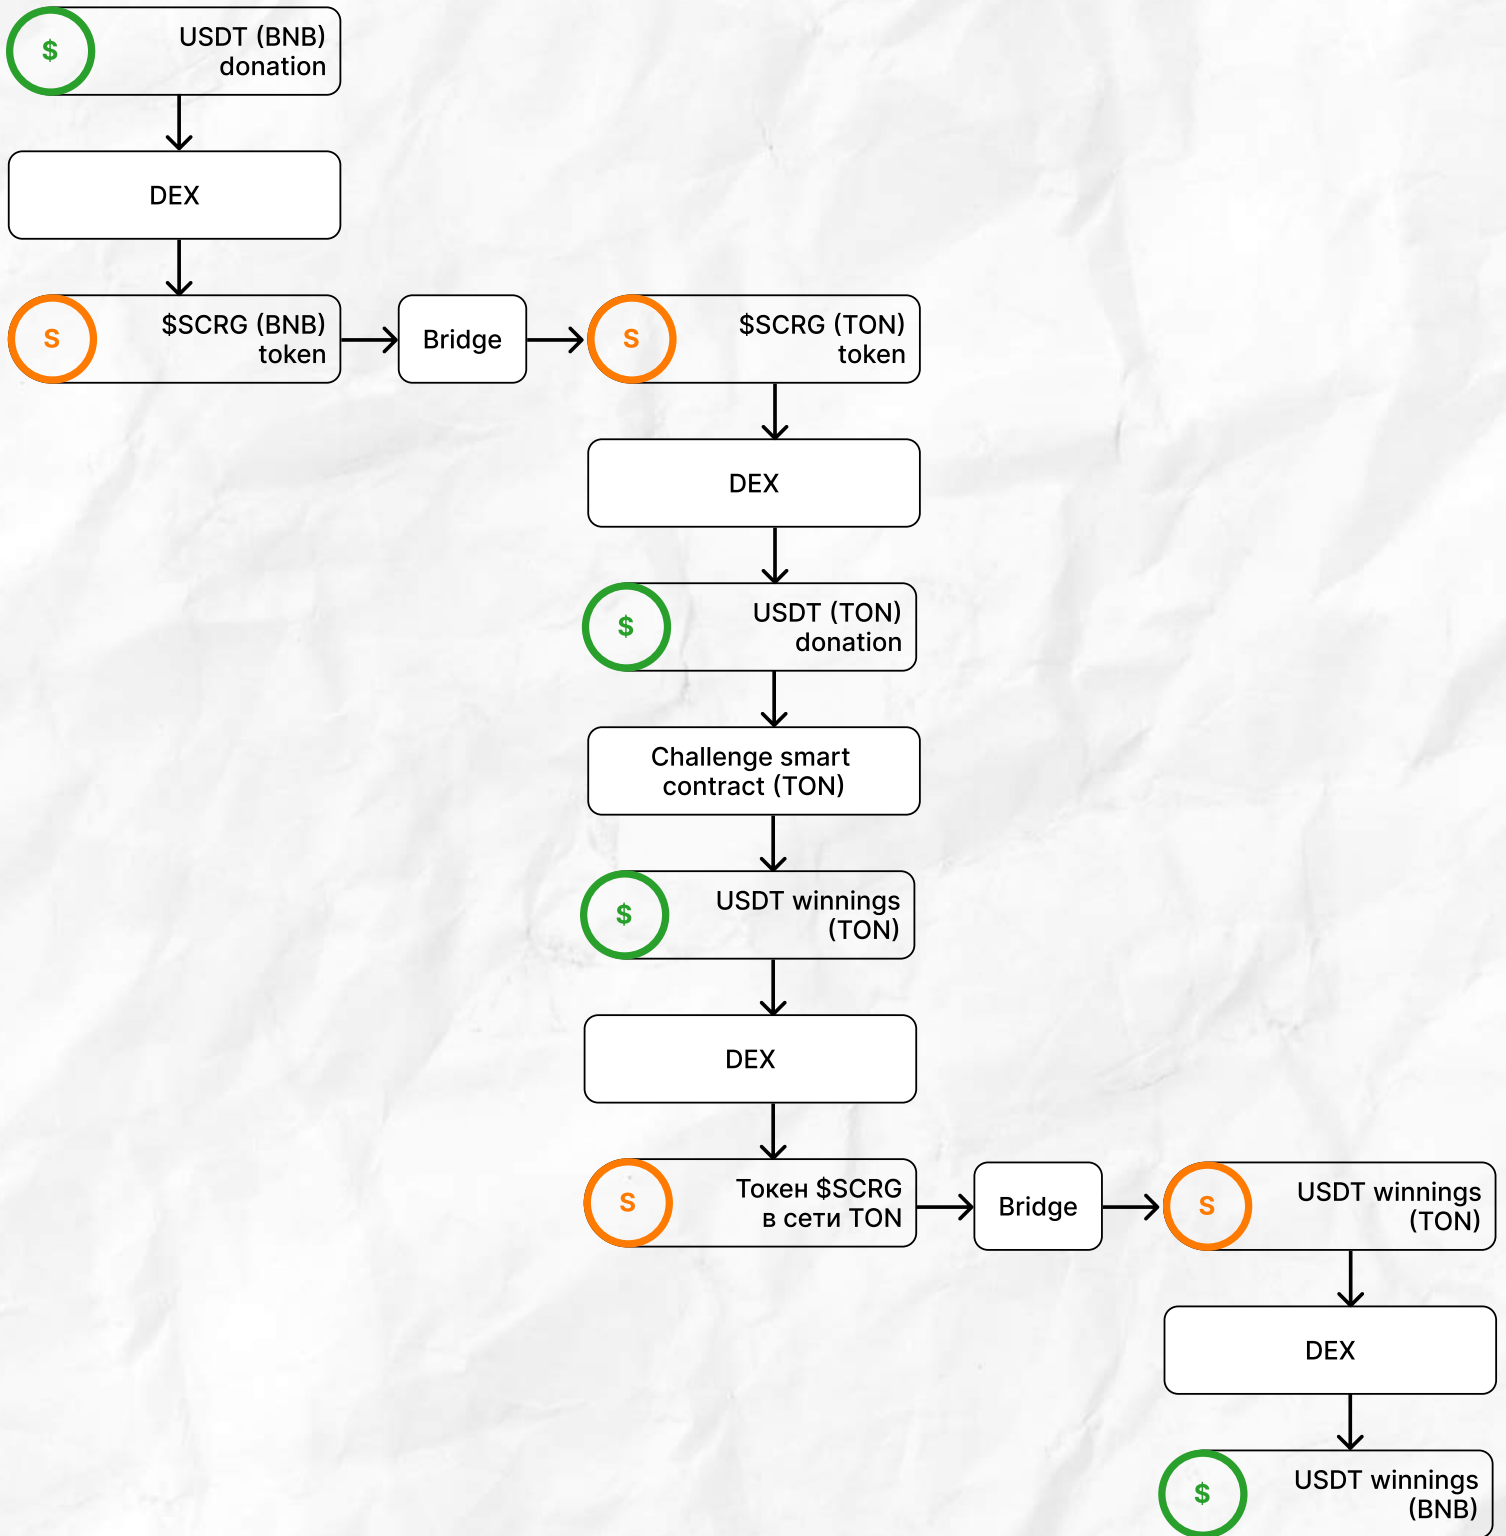 $
USDT (BNB)
donation
DEX
S
$SCRG (BNB)
token
Bridge
S
$SCRG (TON)
token
DEX
$
USDT (TON)
donation
Challenge smart
contract (TON)
$
USDT winnings
(TON)
DEX
S
Токен $SCRG
в сети TON
Bridge
S
USDT winnings
(TON)
DEX
$
USDT winnings
(BNB)